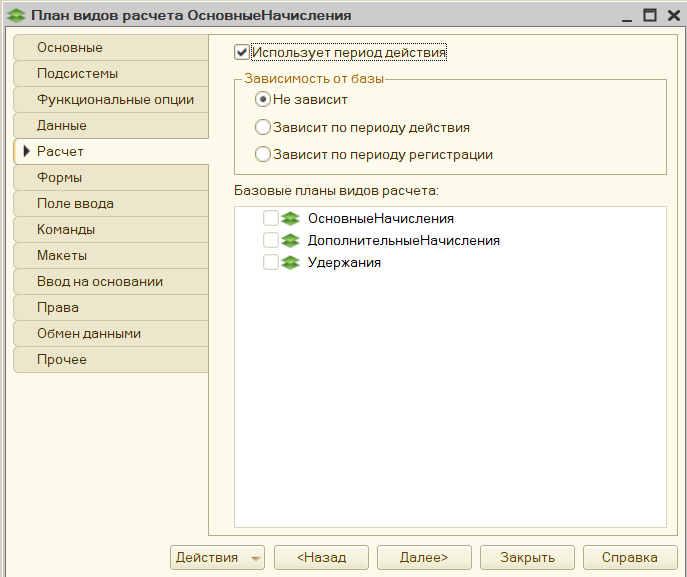 План видов расчета ОсновныеНачисления
Основные
Подсистемы
Функциональные опции
Данные
Расчет
Формы
Поле ввода
Команды
Макеты
Ввод на основании
Права
Обмен данными
Прочее
Использует период действия
Зависимость от базы
Не зависит
Зависит по периоду действия
Зависит по периоду регистрации
Базовые планы видов расчета:
ОсновныеНачисления
ДополнительныеНачисления
Удержания
Действия
<Назад
Далее>
Закрыть
Справка